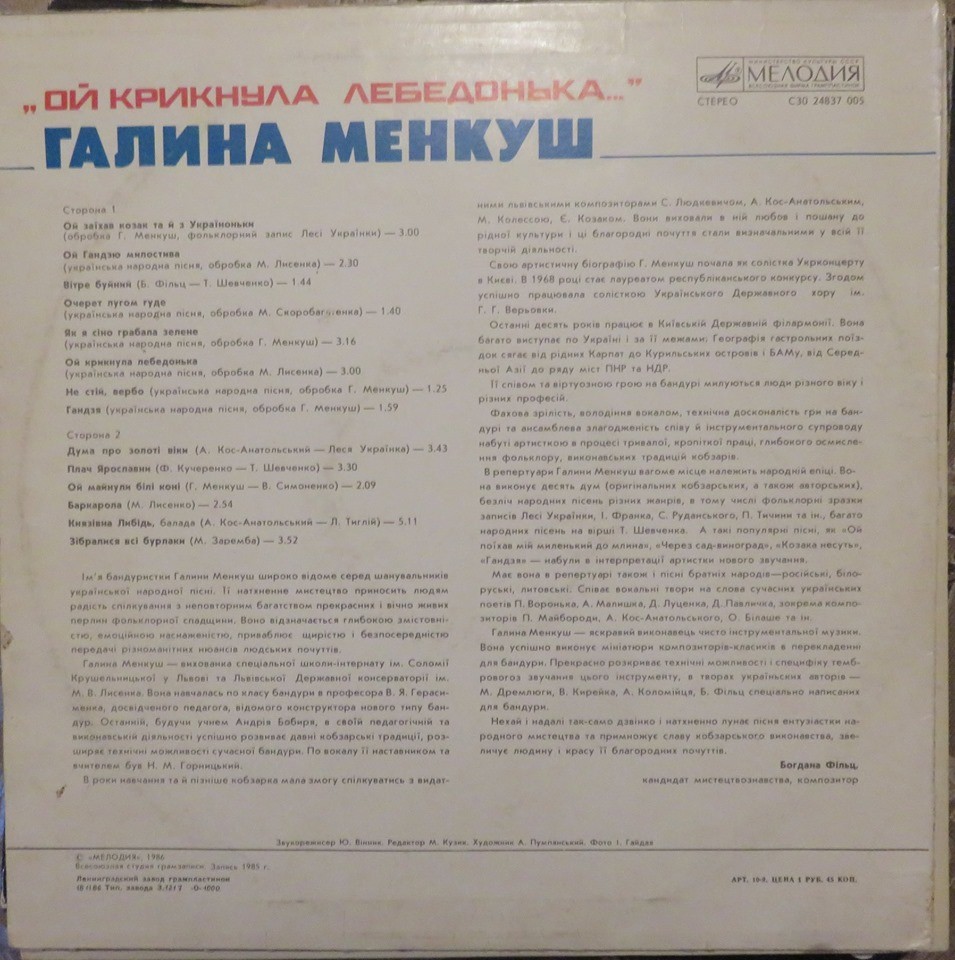 „ОЙ КРИКНУЛА ЛЕБЕДОНЬКА...”
ГАЛИНА МЕНКУШ
МИНИСТЕРСТВО КУЛЬТУРЫ СССР
МЕЛОДИЯ
ВСЕСОЮЗНАЯ ФИРМА ГРАМПЛАСТИНОК
СТЕРЕО С30 24837 005
Сторона 1
Ой заїхав козак та й з Україноньки
(обробка Г. Менкуш, фольклорний запис Лесі Українки) — 3.00
Ой Гандзю милостива
(українська народна пісня, обробка М. Лисенка) — 2.30
Вітре буйний (Б. Фільц — Т. Шевченко) — 1.44
Очерет лугом гуде
(українська народна пісня, обробка М. Скоробагатенка) — 1.40
Як я сіно грабала зелене
(українська народна пісня, обробка Г. Менкуш) — 3.16
Ой крикнула лебедонька
(українська народна пісня, обробка М. Лисенка) — 3.00
Не стій, вербо (українська народна пісня, обробка Г. Менкуш) — 1.25
Гандзя (українська народна пісня, обробка Г. Менкуш) — 1.59
Сторона 2
Дума про золоті віки (А. Кос-Анатольський — Леся Українка) — 3.43
Плач Ярославни (Ф. Кучеренко — Т. Шевченко) — 3.30
Ой майнули білі коні (Г. Менкуш — В. Симоненко) — 2.09
Баркарола (М. Лисенко) — 2.54
Князівна Либідь, балада (А. Кос-Анатольський — Л. Тиглій) — 5.11
Зібралися всі бурлаки (М. Заремба) — 3.52
Ім'я бандуристки Галини Менкуш широко відоме серед шанувальників
української народної пісні. Її натхненне мистецтво приносить людям
радість спілкування з неповторним багатством прекрасних і вічно живих
перлин фольклорної спадщини. Воно відзначається глибокою змістовні-
стю, емоційною наснаженістю, приваблює щирістю і безпосередністю
передачі різноманітних нюансів людських почуттів.
Галина Менкуш — вихованка спеціальної школи-інтернату ім. Соломії
Крушельницької у Львові та Львівської Державної консерваторії ім.
М. В. Лисенка. Вона навчалась по класу бандури в професора В. Я. Гераси-
менка, досвідченого педагога, відомого конструктора нового типу бан-
дур. Останній, будучи учнем Андрія Бобиря, в своїй педагогічній та
виконавській діяльності успішно розвиває давні кобзарські традиції, роз-
ширяє технічні можливості сучасної бандури. По вокалу її наставником та
вчителем був Н. М. Горницький.
В роки навчання та й пізніше кобзарка мала змогу спілкуватись з видат-
ними львівськими композиторами С. Людкевичом, А. Кос-Анатольським,
М. Колессою, Є. Козаком. Вони виховали в ній любов і пошану до
рідної культури і ці благородні почуття стали визначальними у всій її
творчій діяльності.
Свою артистичну біографію Г. Менкуш почала як солістка Укрконцерту
в Києві. В 1968 році стає лауреатом республіканського конкурсу. Згодом
успішно працювала солісткою Українського Державного хору ім.
Г. Г. Верьовки.
Останні десять років працює в Київській Державній філармонії. Вона
багато виступає по Україні і за її межами: Географія гастрольних поїз-
док сягає від рідних Карпат до Курильських островів і БАМу, від Серед-
ньої Азії до ряду міст ПНР та НДР.
Її співом та віртуозною грою на бандурі милуються люди різного віку і
різних професій.
Фахова зрілість, володіння вокалом, технічна досконалість гри на бан-
дурі та ансамблева злагодженість співу й інструментального супроводу
набуті артисткою в процесі тривалої, кропіткої праці, глибокого осмисле-
ння фольклору, виконавських традицій кобзарів.
В репертуари Галини Менкуш вагоме місце належить народній епіці. Во-
на виконує десять дум (оригінальних кобзарських, а також авторських),
безліч народних пісень різних жанрів, в тому числі фольклорні зразки
записів Лесі Українки, І. Франка, С. Руданського, П. Тичини та ін., багато
народних пісень на вірші Т. Шевченка. А такі популярні пісні, як «Ой
поїхав мій миленький до млина», «Через сад-виноград», «Козака несуть»,
«Гандзя» — набули в інтерпретації артистки нового звучання.
Має вона в репертуарі також і пісні братніх народів—російські, біло-
руські, литовські. Співає вокальні твори на слова сучасних українських
поетів П. Воронька, А. Малишка, Д. Луценка, Д. Павличка, зокрема компо-
зиторів П. Майбороди, А. Кос-Анатольського, О. Білаше та ін.
Галина Менкуш — яскравий виконавець чисто інструментальної музики.
Вона успішно виконує мініатюри композиторів-класиків в перекладенні
для бандури. Прекрасно розкриває технічні можливості і специфіку темб-
рового звучання цього інструменту, в творах українських авторів —
М. Дремлюги, В. Кирейка, А. Коломійця, Б. Фільц спеціально написаних
для бандури.
Нехай і надалі так-само дзвінко і натхненно лунає пісня ентузіастки на-
родного мистецтва та примножує славу кобзарського виконавства, зве-
личує людину і красу її благородних почуттів.
Богдана Фільц,
кандидат мистецтвознавства, композитор
Звукорежисер Ю. Вінник. Редактор М. Кузик. Художник А. Пумпянський. Фото І. Гайдая
© «МЕЛОДИЯ», 1986
Всесоюзная студия грамзаписи. Запись 1985 г.
Ленинградский завод грампластинок
АРТ. 10-8. ЦЕНА 1 РУБ. 45 КОП.